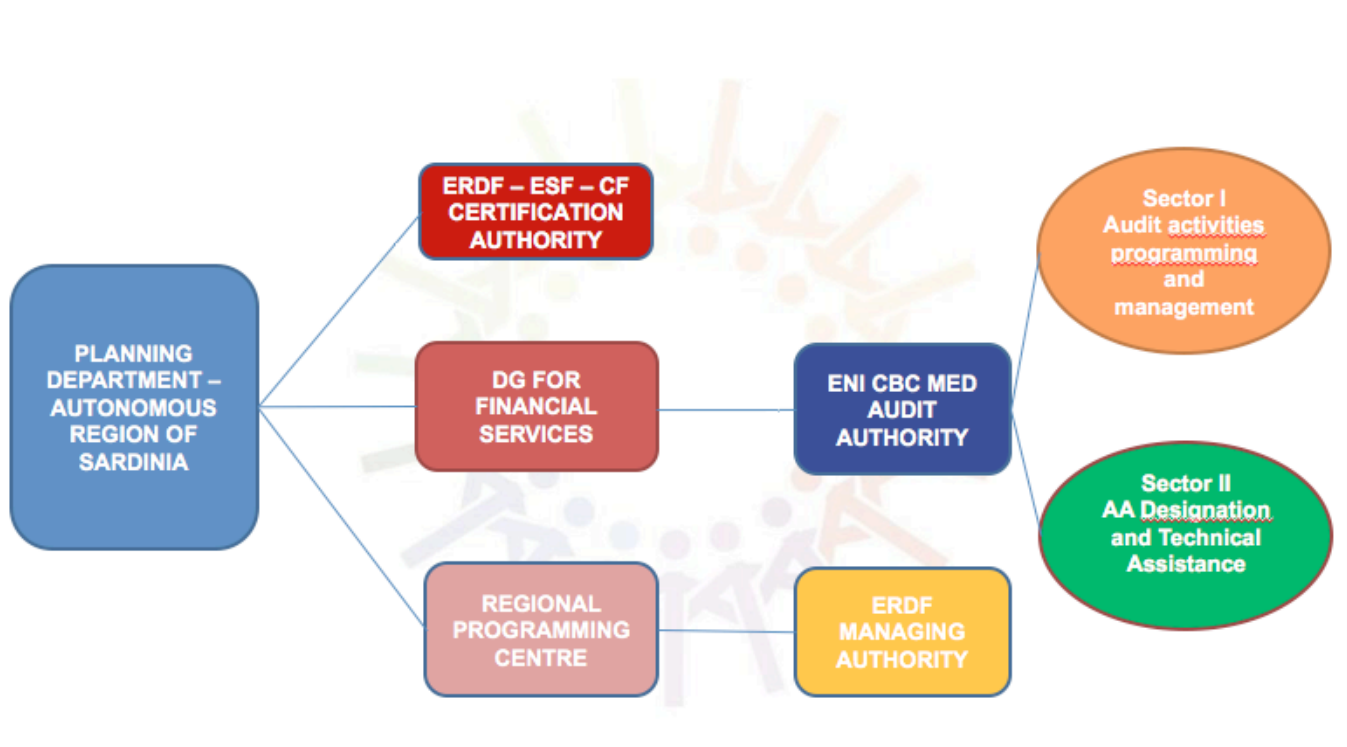 PLANNING
DEPARTMENT –
AUTONOMOUS
REGION OF
SARDINIA
ERDF – ESF – CF
CERTIFICATION
AUTHORITY
DG FOR
FINANCIAL
SERVICES
REGIONAL
PROGRAMMING
CENTRE
ENI CBC MED
AUDIT
AUTHORITY
ERDF
MANAGING
AUTHORITY
Sector I
Audit activities
programming
and
management
Sector II
AA Designation
and Technical
Assistance